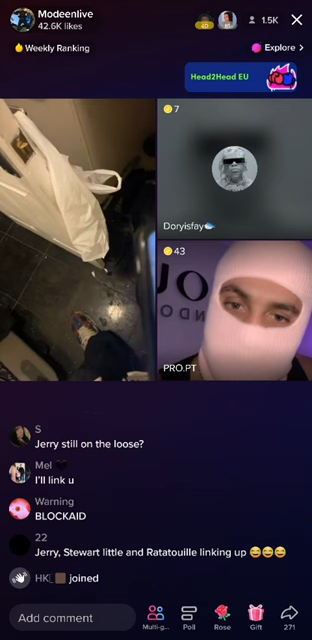 Modeenlive
42.6K likes
40
1.5K
Weekly Ranking
Explore >
Head2Head EU
7
Doryisfay
43
PRO.PT
S
Jerry still on the loose?
Mel 🖤
I'll link u
Warning
BLOCKAID
22
Jerry, Stewart little and Ratatouille linking up 😂😂😂
HK joined
Add comment
Multi-g...
Poll
Rose
Gift
271